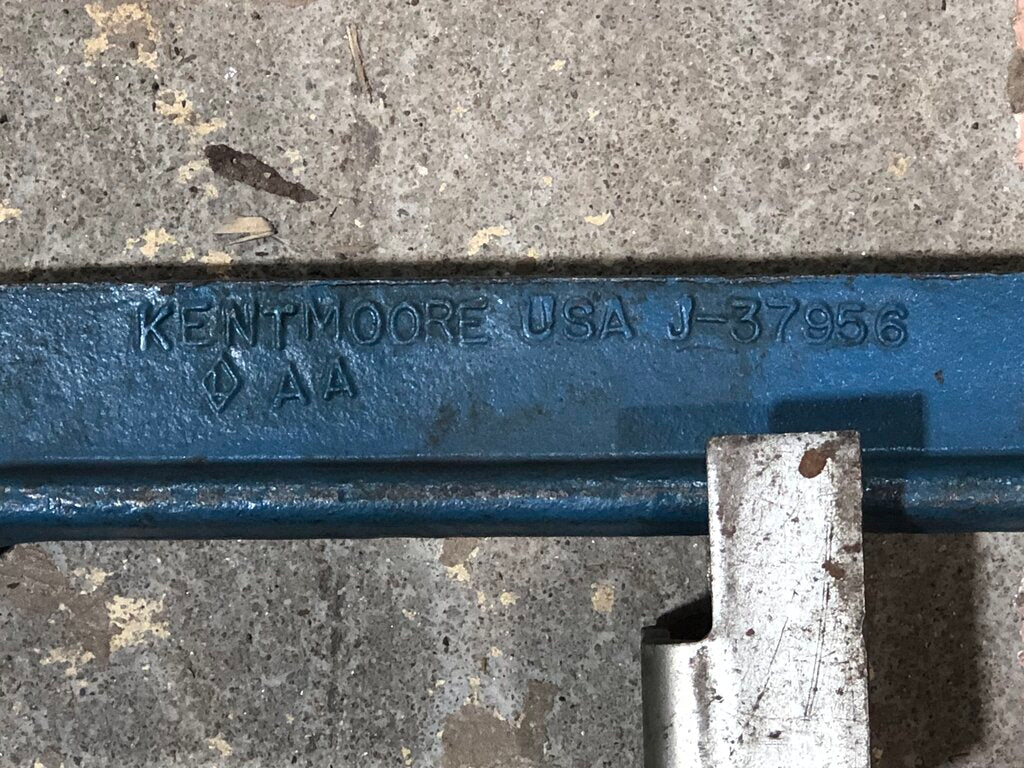 KENTMOORE USA J-37956
L AA